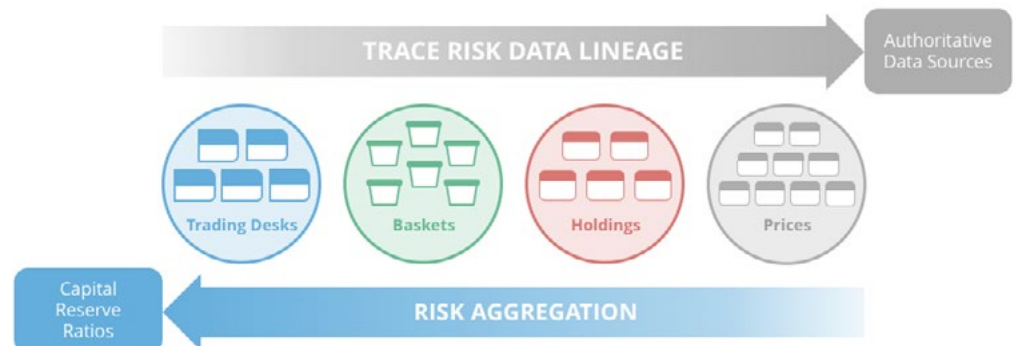 TRACE RISK DATA LINEAGE
Authoritative
Data Sources
Trading Desks
Baskets
Holdings
Prices
Capital
Reserve
Ratios
RISK AGGREGATION